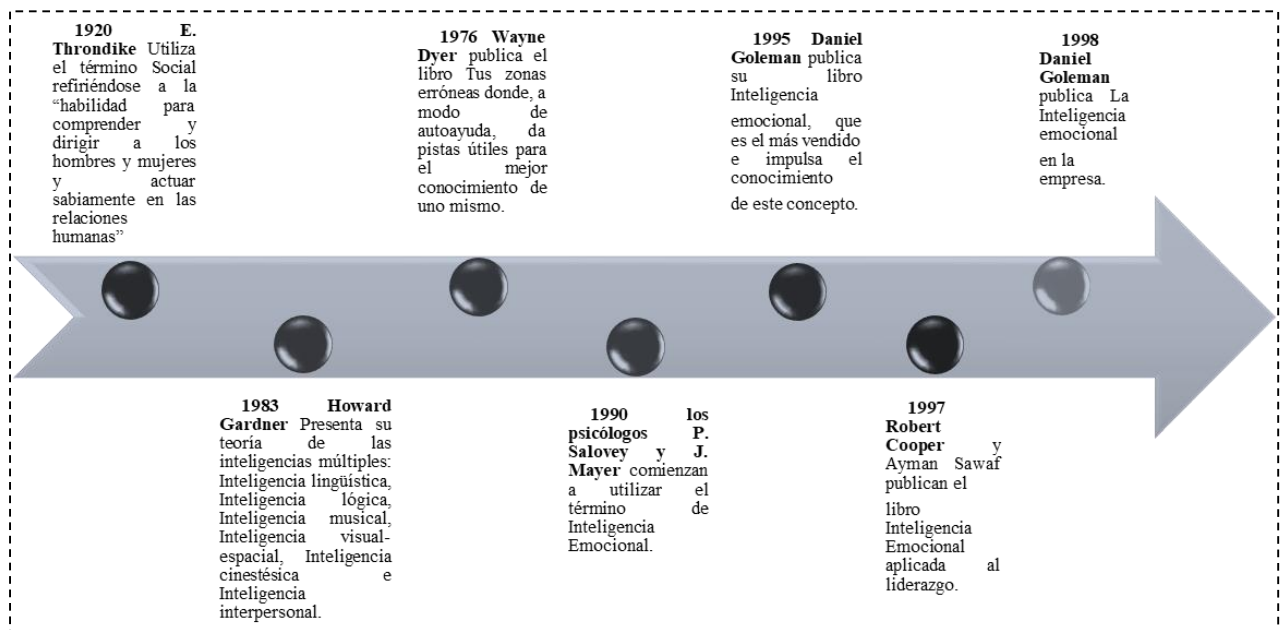 1920 E.
Throndike Utiliza
el término Social
refiriéndose a la
“habilidad para
comprender y
dirigir a los
hombres y mujeres
y actuar
sabiamente en las
relaciones
humanas”
1976 Wayne
Dyer publica el
libro Tus zonas
erróneas donde, a
modo de
autoayuda, da
pistas útiles para
el mejor
conocimiento de
uno mismo.
1995 Daniel
Goleman publica
su libro
Inteligencia
emocional, que
es el más vendido
e impulsa el
conocimiento
de este concepto.
1998
Daniel
Goleman
publica La
Inteligencia
emocional
en la
empresa.
1983 Howard
Gardner Presenta su
teoría de las
inteligencias múltiples:
Inteligencia lingüística,
Inteligencia lógica,
Inteligencia musical,
Inteligencia visual-
espacial, Inteligencia
cinestésica e
Inteligencia
interpersonal.
1990 los
psicólogos P.
Salovey y J.
Mayer comienzan
a utilizar el
término de
Inteligencia
Emocional.
1997
Robert
Cooper y
Ayman Sawaf
publican el
libro
Inteligencia
Emocional
aplicada al
liderazgo.